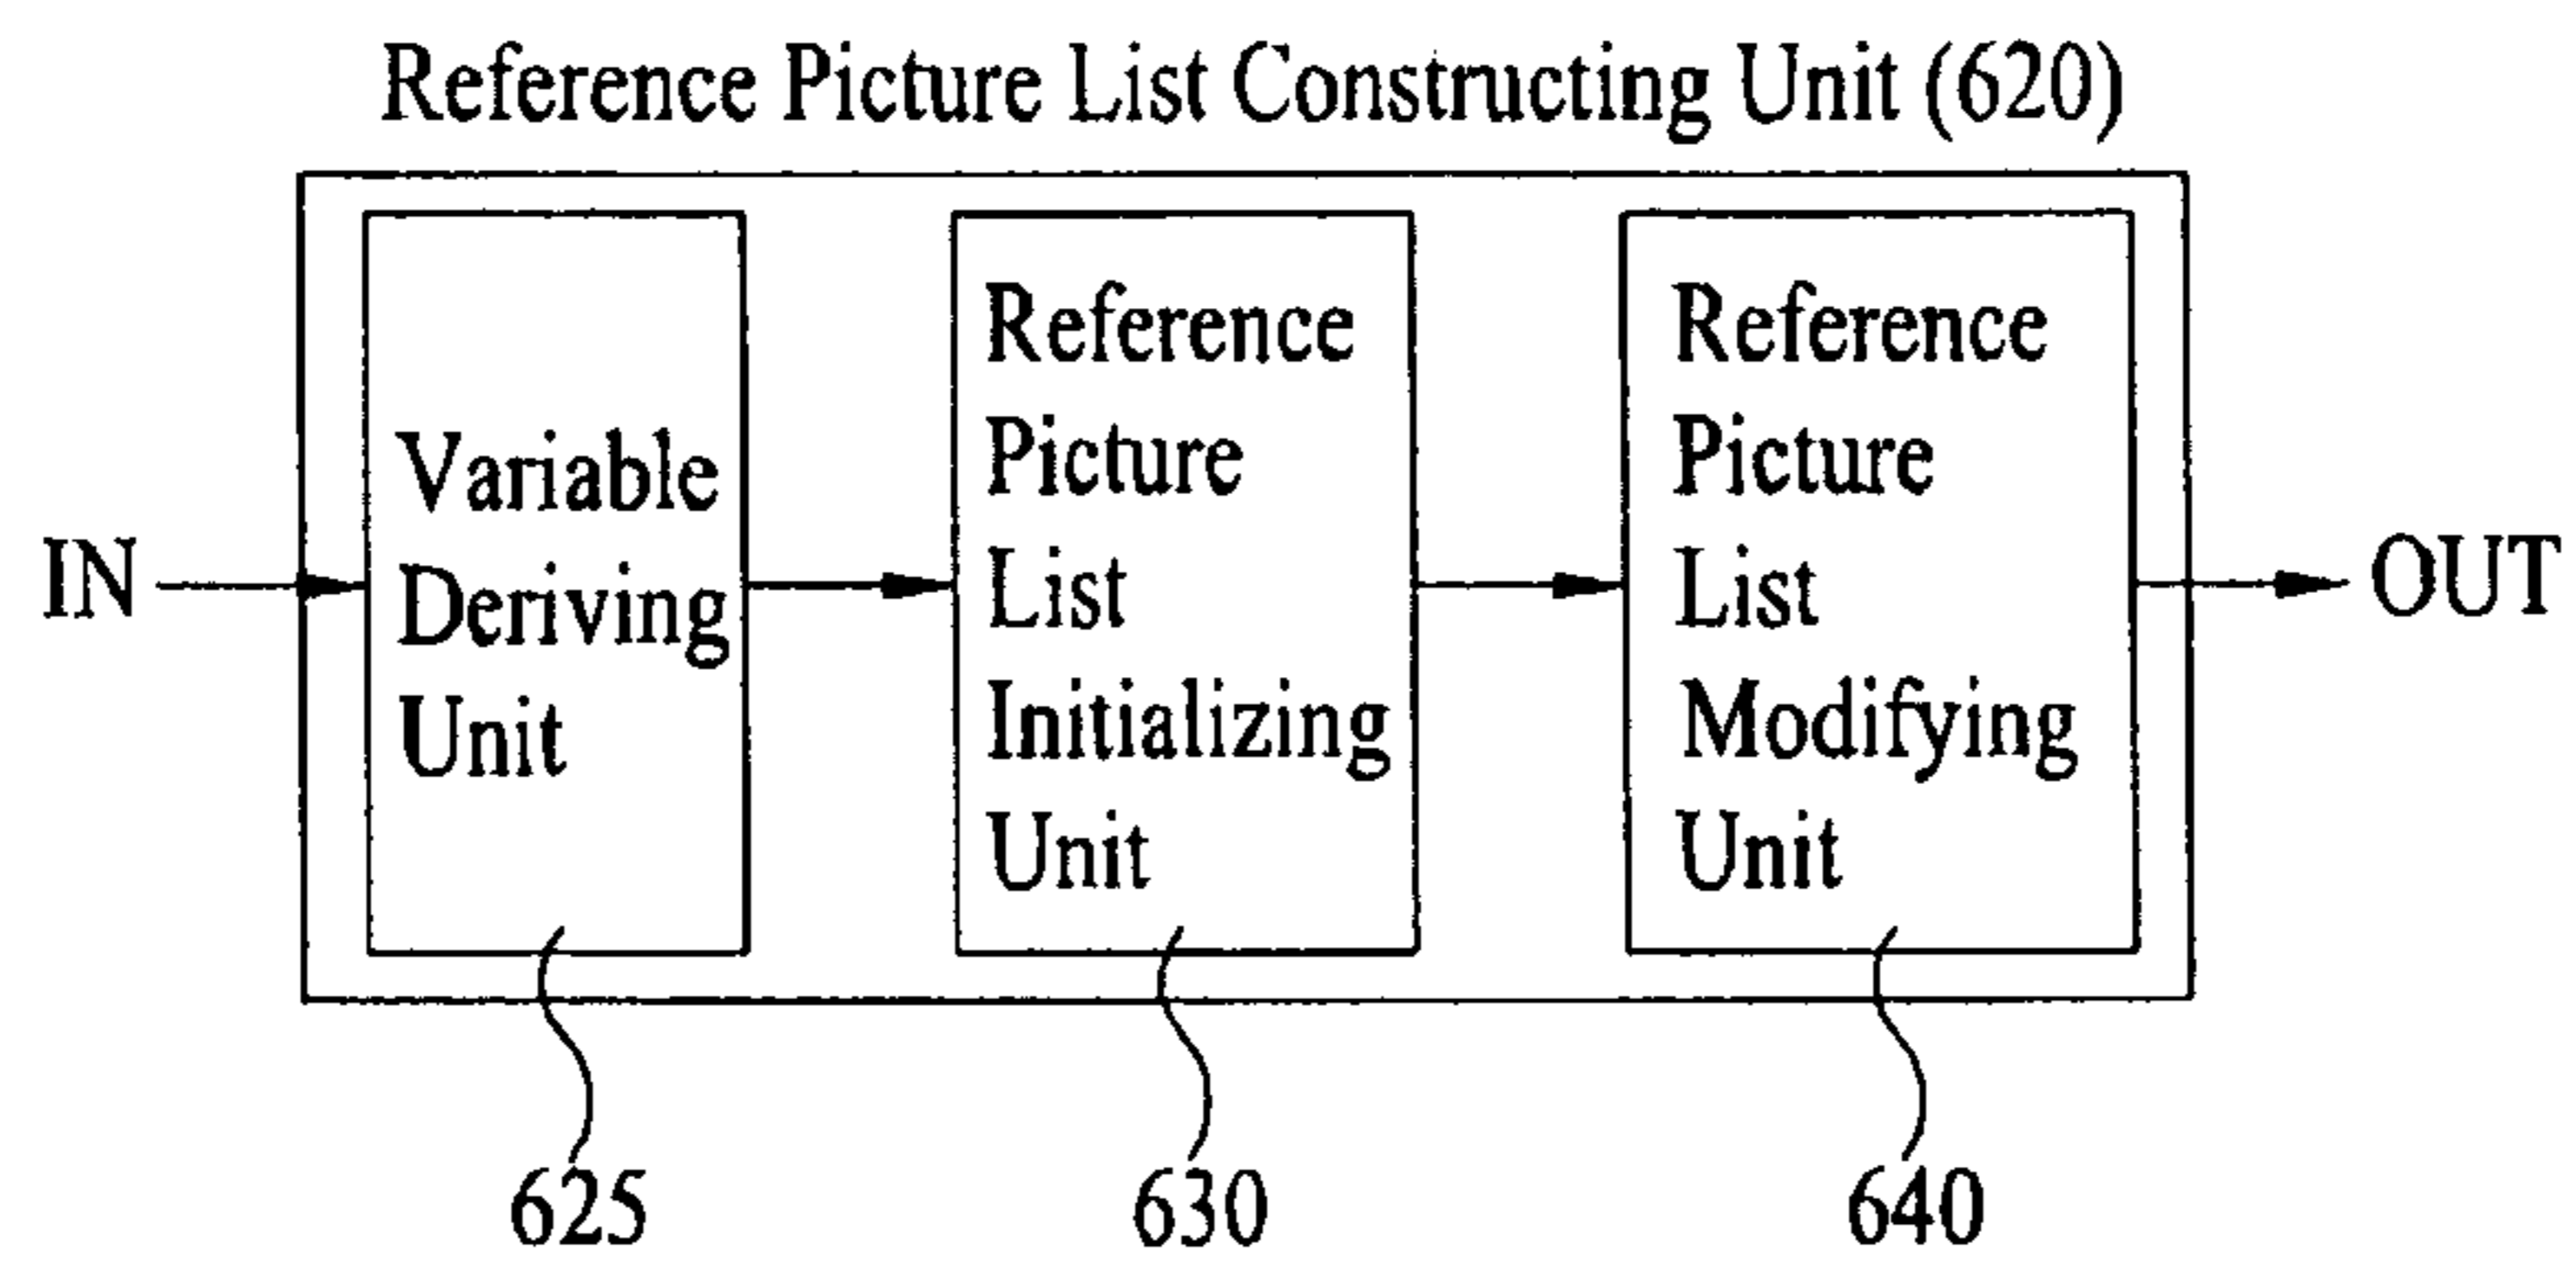 Reference Picture List Constructing Unit (620)
IN
Variable
Deriving
Unit
Reference
Picture
List
Initializing
Unit
Reference
Picture
List
Modifying
Unit
OUT
625
630
640